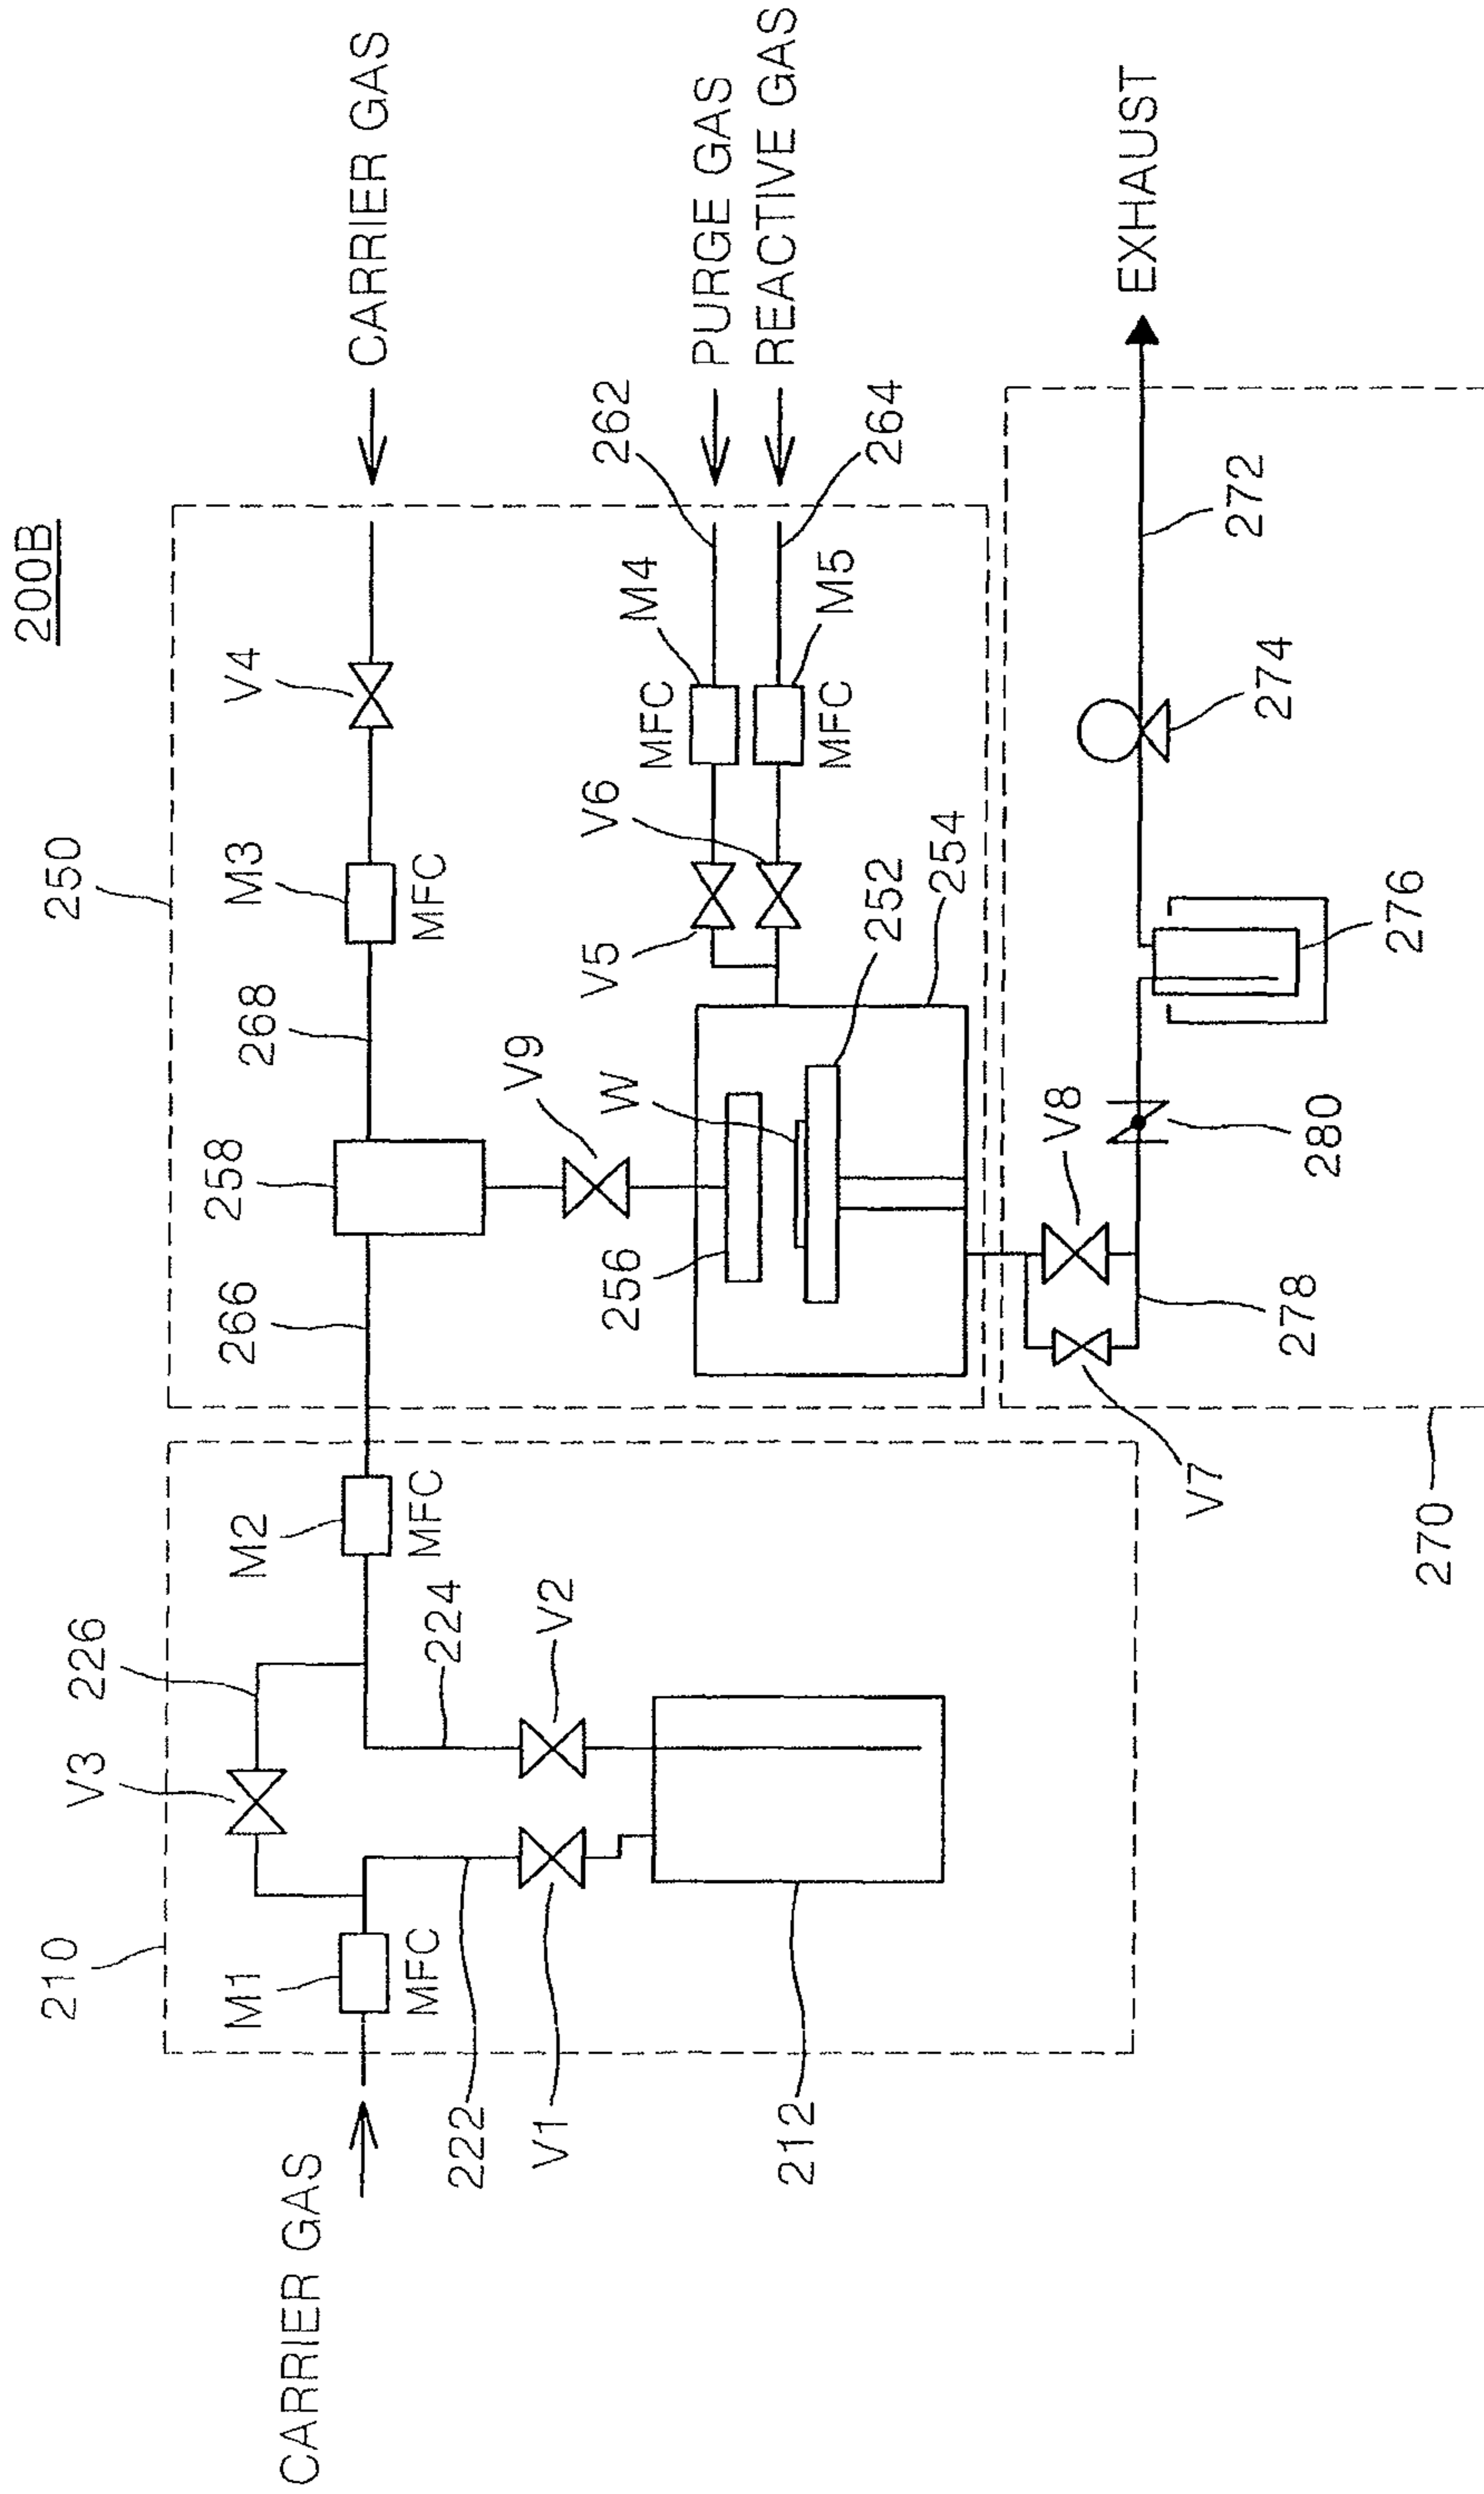 200B
250
V4
CARRIER GAS
M3
MFC
268
258
266
V9
W
256
V5
V6
MFC
M4
MFC
M5
262
264
PURGE GAS
REACTIVE GAS
252
254
210
V3
226
M2
MFC
M1
MFC
CARRIER GAS
224
V2
222
V1
212
V8
V7
278
280
276
274
272
EXHAUST
270